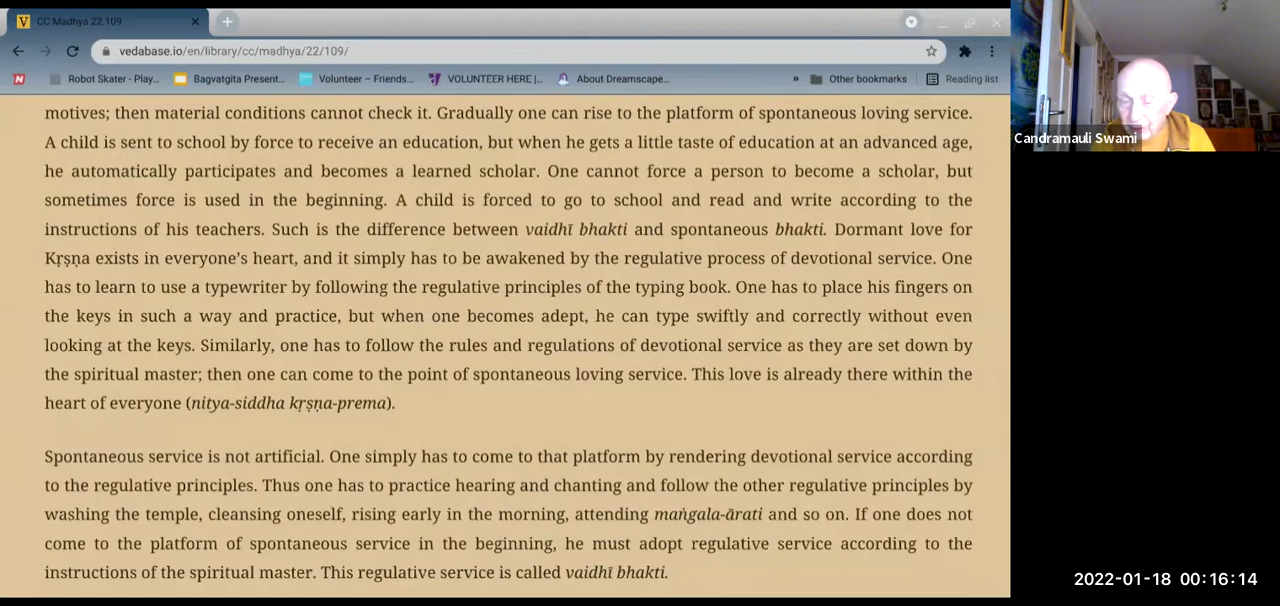 CC Madhya 22.109
vedabase.io/en/library/cc/madhya/22/109/
Robot Skater - Play... Bagvatgita Present... Volunteer – Friends... VOLUNTEER HERE |... About Dreamscape... » Other bookmarks Reading list
motives; then material conditions cannot check it. Gradually one can rise to the platform of spontaneous loving service.
A child is sent to school by force to receive an education, but when he gets a little taste of education at an advanced age,
he automatically participates and becomes a learned scholar. One cannot force a person to become a scholar, but
sometimes force is used in the beginning. A child is forced to go to school and read and write according to the
instructions of his teachers. Such is the difference between vaidhī bhakti and spontaneous bhakti. Dormant love for
Kṛṣṇa exists in everyone’s heart, and it simply has to be awakened by the regulative process of devotional service. One
has to learn to use a typewriter by following the regulative principles of the typing book. One has to place his fingers on
the keys in such a way and practice, but when one becomes adept, he can type swiftly and correctly without even
looking at the keys. Similarly, one has to follow the rules and regulations of devotional service as they are set down by
the spiritual master; then one can come to the point of spontaneous loving service. This love is already there within the
heart of everyone (nitya-siddha kṛṣṇa-prema).
Spontaneous service is not artificial. One simply has to come to that platform by rendering devotional service according
to the regulative principles. Thus one has to practice hearing and chanting and follow the other regulative principles by
washing the temple, cleansing oneself, rising early in the morning, attending maṅgala-ārati and so on. If one does not
come to the platform of spontaneous service in the beginning, he must adopt regulative service according to the
instructions of the spiritual master. This regulative service is called vaidhī bhakti.
Candramauli Swami
2022-01-18 00:16:14